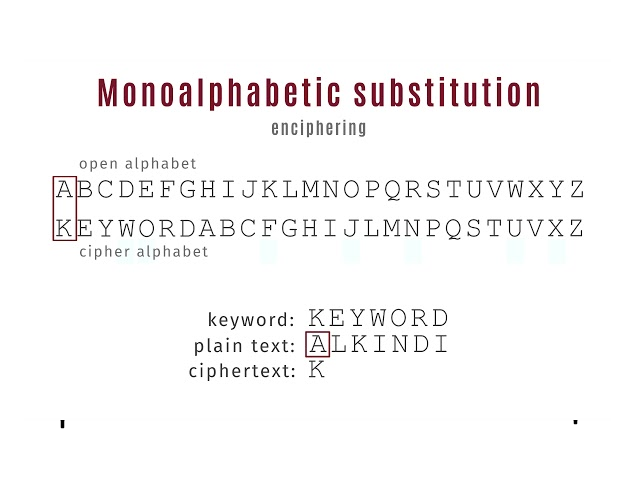 Monoalphabetic substitution
enciphering
open alphabet
ABCDEFGHIJKLMNOPQRSTUVWXYZ
KEYWORDABCFGHIJLMNPQSTUVXZ
cipher alphabet
keyword: KEYWORD
plain text: ALKINDI
ciphertext: K